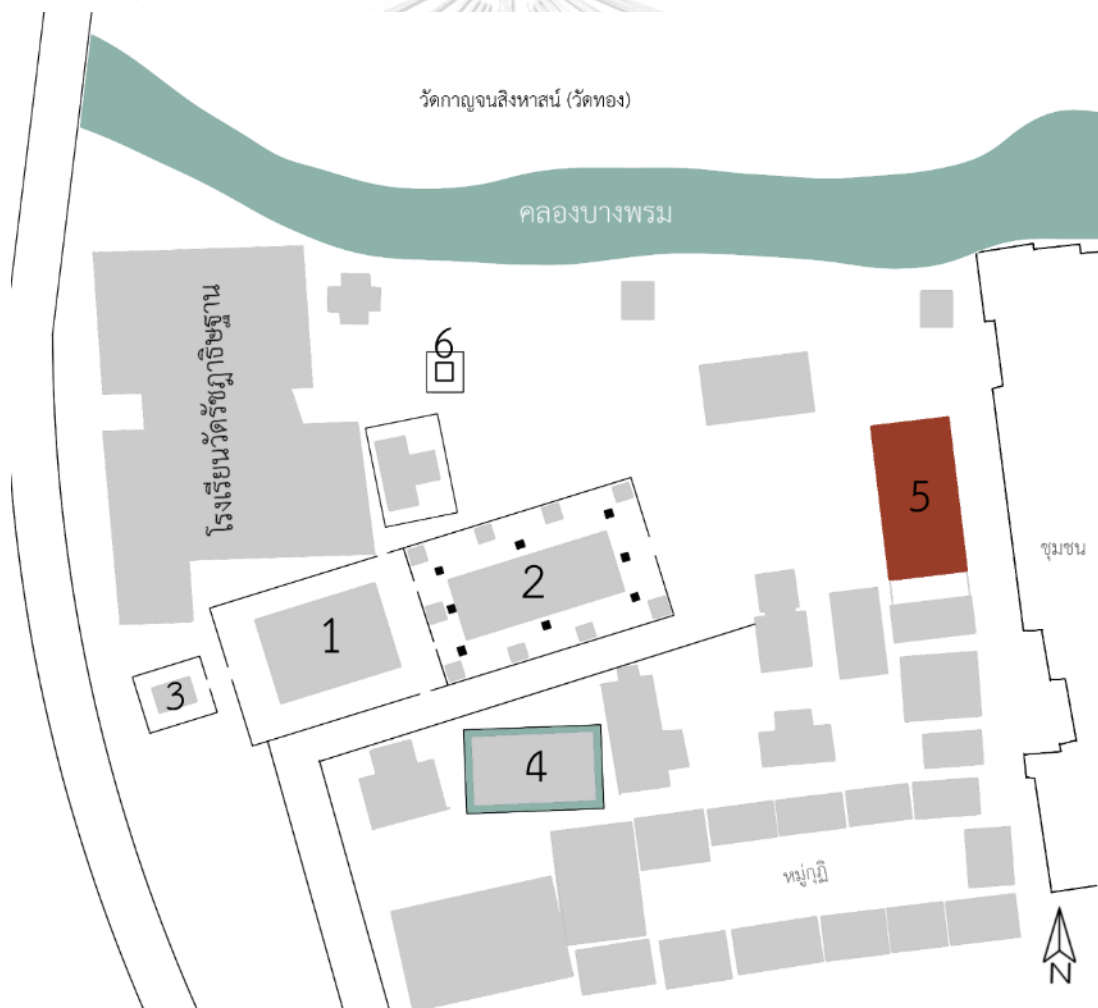 วัดกาญจนสิงหาสน์ (วัดทอง)
คลองบางพรม
โรงเรียนวัดรัชฎาธิษฐาน
6
5
ชุมชน
2
1
3
4
หมู่กุฏิ
N